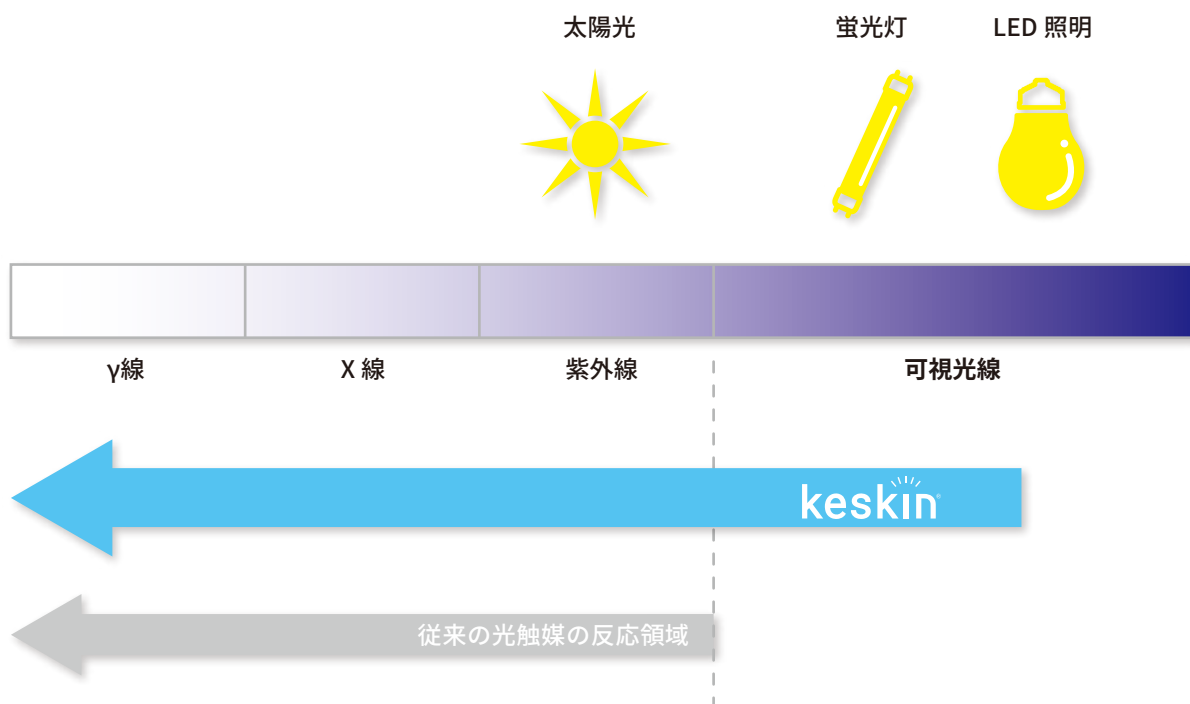 太陽光
蛍光灯
LED 照明
γ線
X 線
紫外線
可視光線
keskin®
従来の光触媒の反応領域